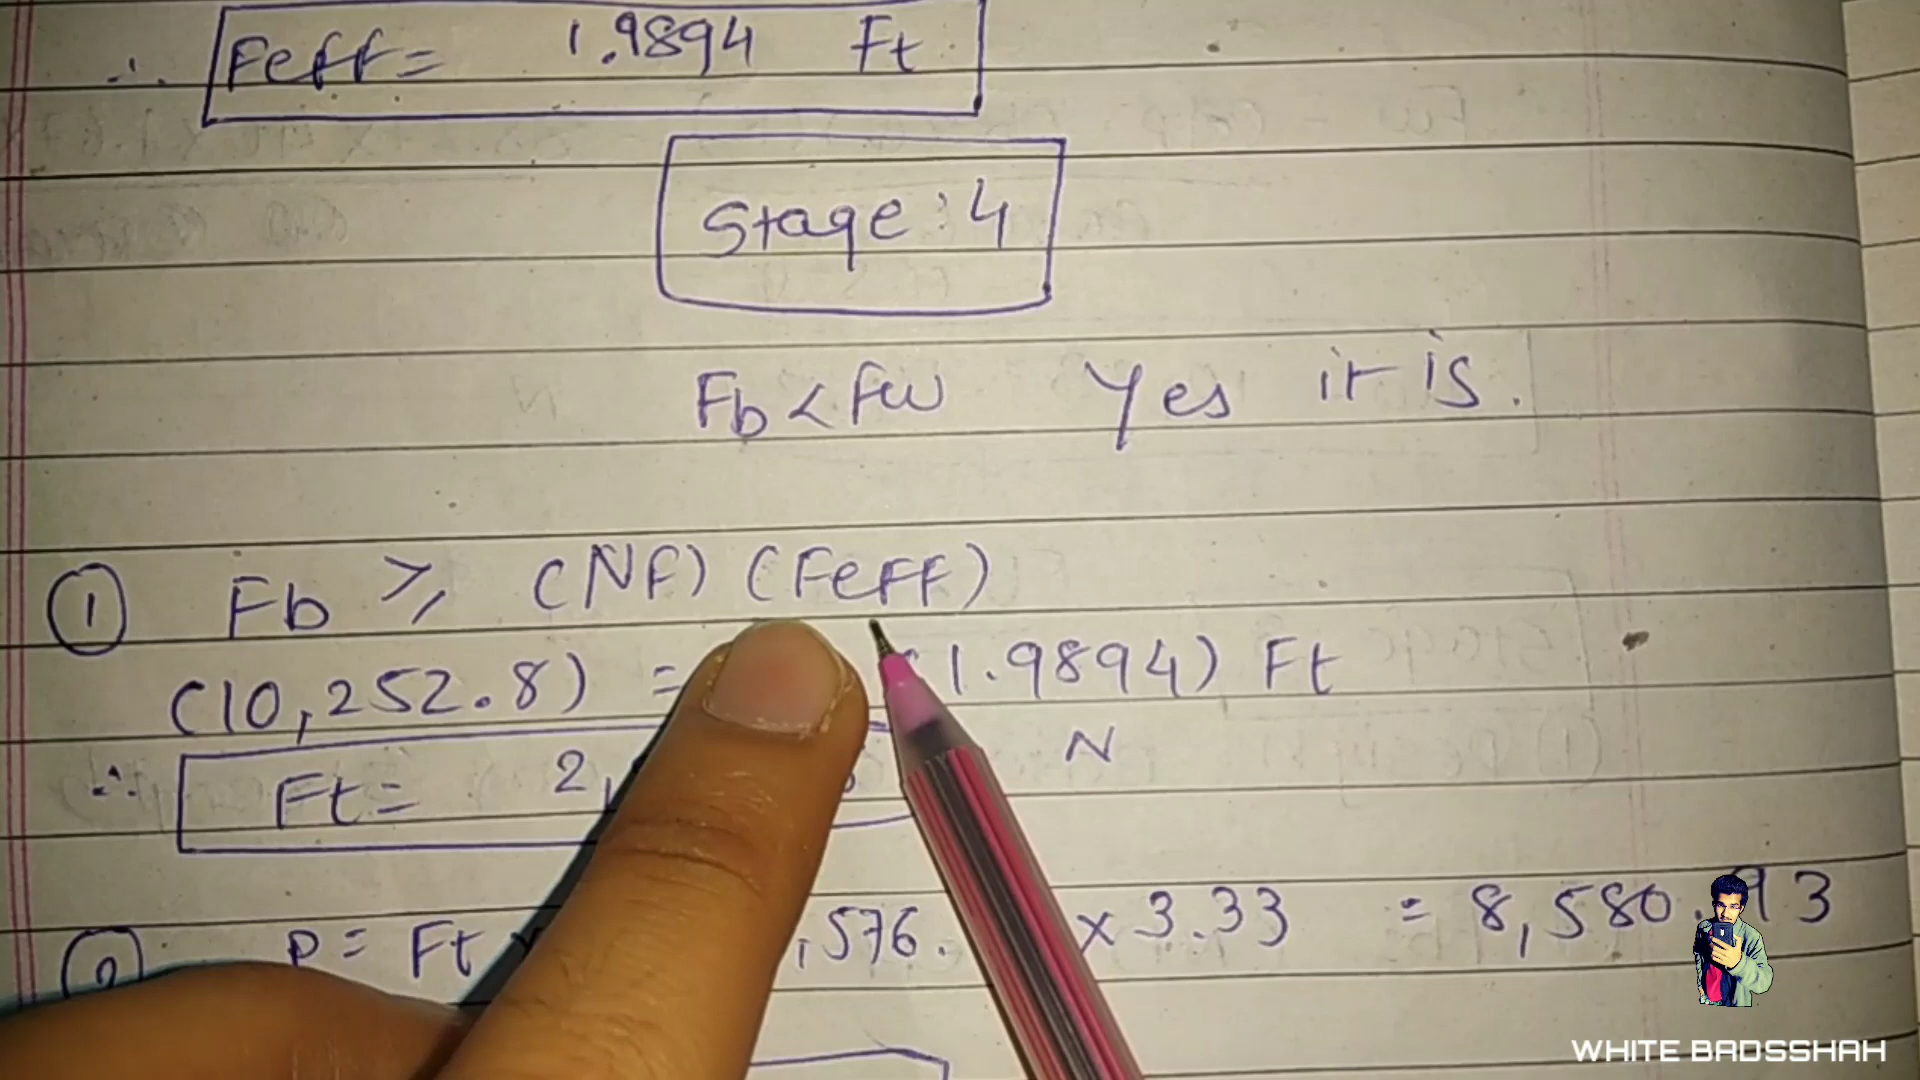 ∴ Feff = 1.9894 Ft
Stage : 4
Fb < Fw Yes it is.
① Fb ≥ (NF) (Feff)
(10,252.8) = 1.9894) Ft
∴ Ft = 2, N
② P = Ft ,576. x 3.33 = 8,580.93
WHITE BADSSHAH